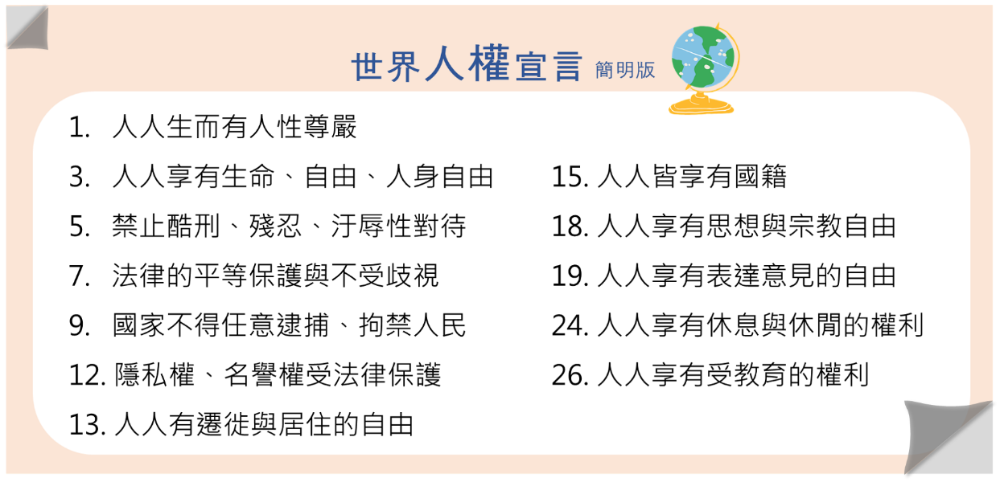 世界人權宣言 簡明版
1. 人人生而有人性尊嚴
3. 人人享有生命、自由、人身自由
5. 禁止酷刑、殘忍、汙辱性對待
7. 法律的平等保護與不受歧視
9. 國家不得任意逮捕、拘禁人民
12. 隱私權、名譽權受法律保護
13. 人人有遷徙與居住的自由
15. 人人皆享有國籍
18. 人人享有思想與宗教自由
19. 人人享有表達意見的自由
24. 人人享有休息與休閒的權利
26. 人人享有受教育的權利